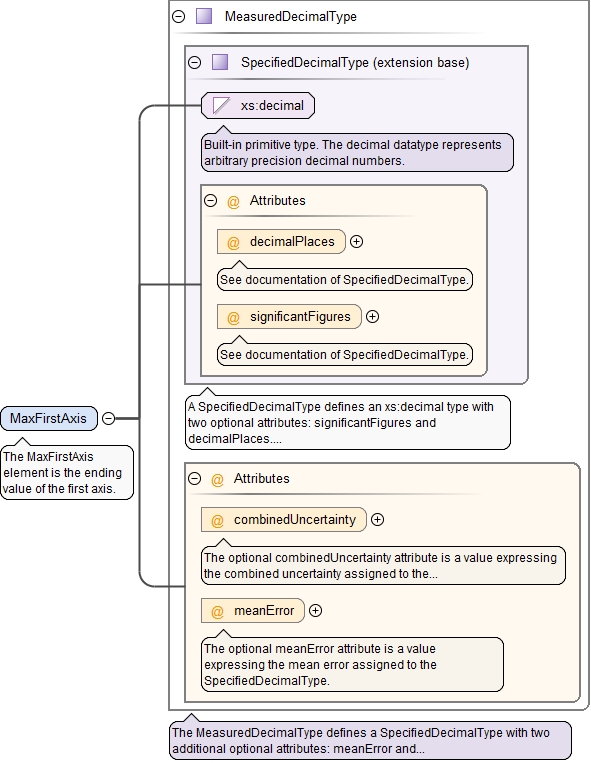 MeasuredDecimalType
SpecifiedDecimalType (extension base)
xs:decimal
Built-in primitive type. The decimal datatype represents
arbitrary precision decimal numbers.
@ Attributes
@ decimalPlaces
See documentation of SpecifiedDecimalType.
@ significantFigures
See documentation of SpecifiedDecimalType.
A SpecifiedDecimalType defines an xs:decimal type with
two optional attributes: significantFigures and
decimalPlaces....
MaxFirstAxis
The MaxFirstAxis
element is the ending
value of the first axis.
@ Attributes
@ combinedUncertainty
The optional combinedUncertainty attribute is a value expressing
the combined uncertainty assigned to the...
@ meanError
The optional meanError attribute is a value
expressing the mean error assigned to the
SpecifiedDecimalType.
The MeasuredDecimalType defines a SpecifiedDecimalType with two
additional optional attributes: meanError and...